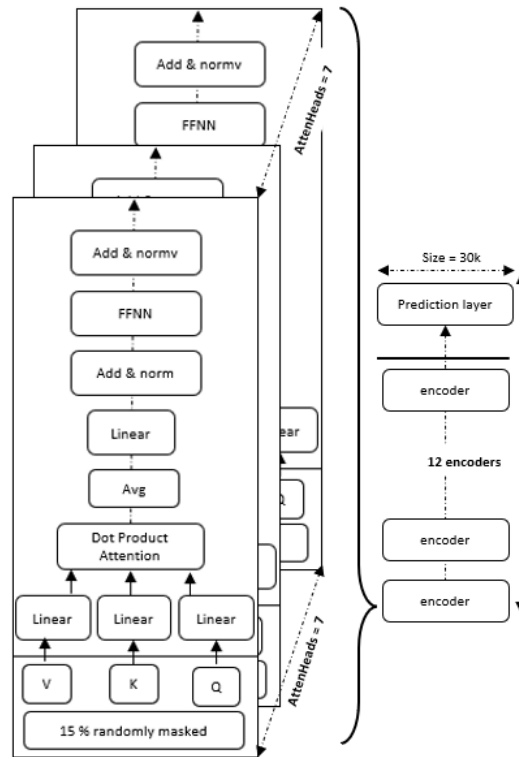 Add & normv
FFNN
AttenHeads = 7
Add & normv
FFNN
Add & norm
Linear
Avg
Dot Product
Attention
Linear
Linear
Linear
V
K
Q
15 % randomly masked
Q
AttenHeads = 7
Size = 30k
Prediction layer
encoder
12 encoders
encoder
encoder